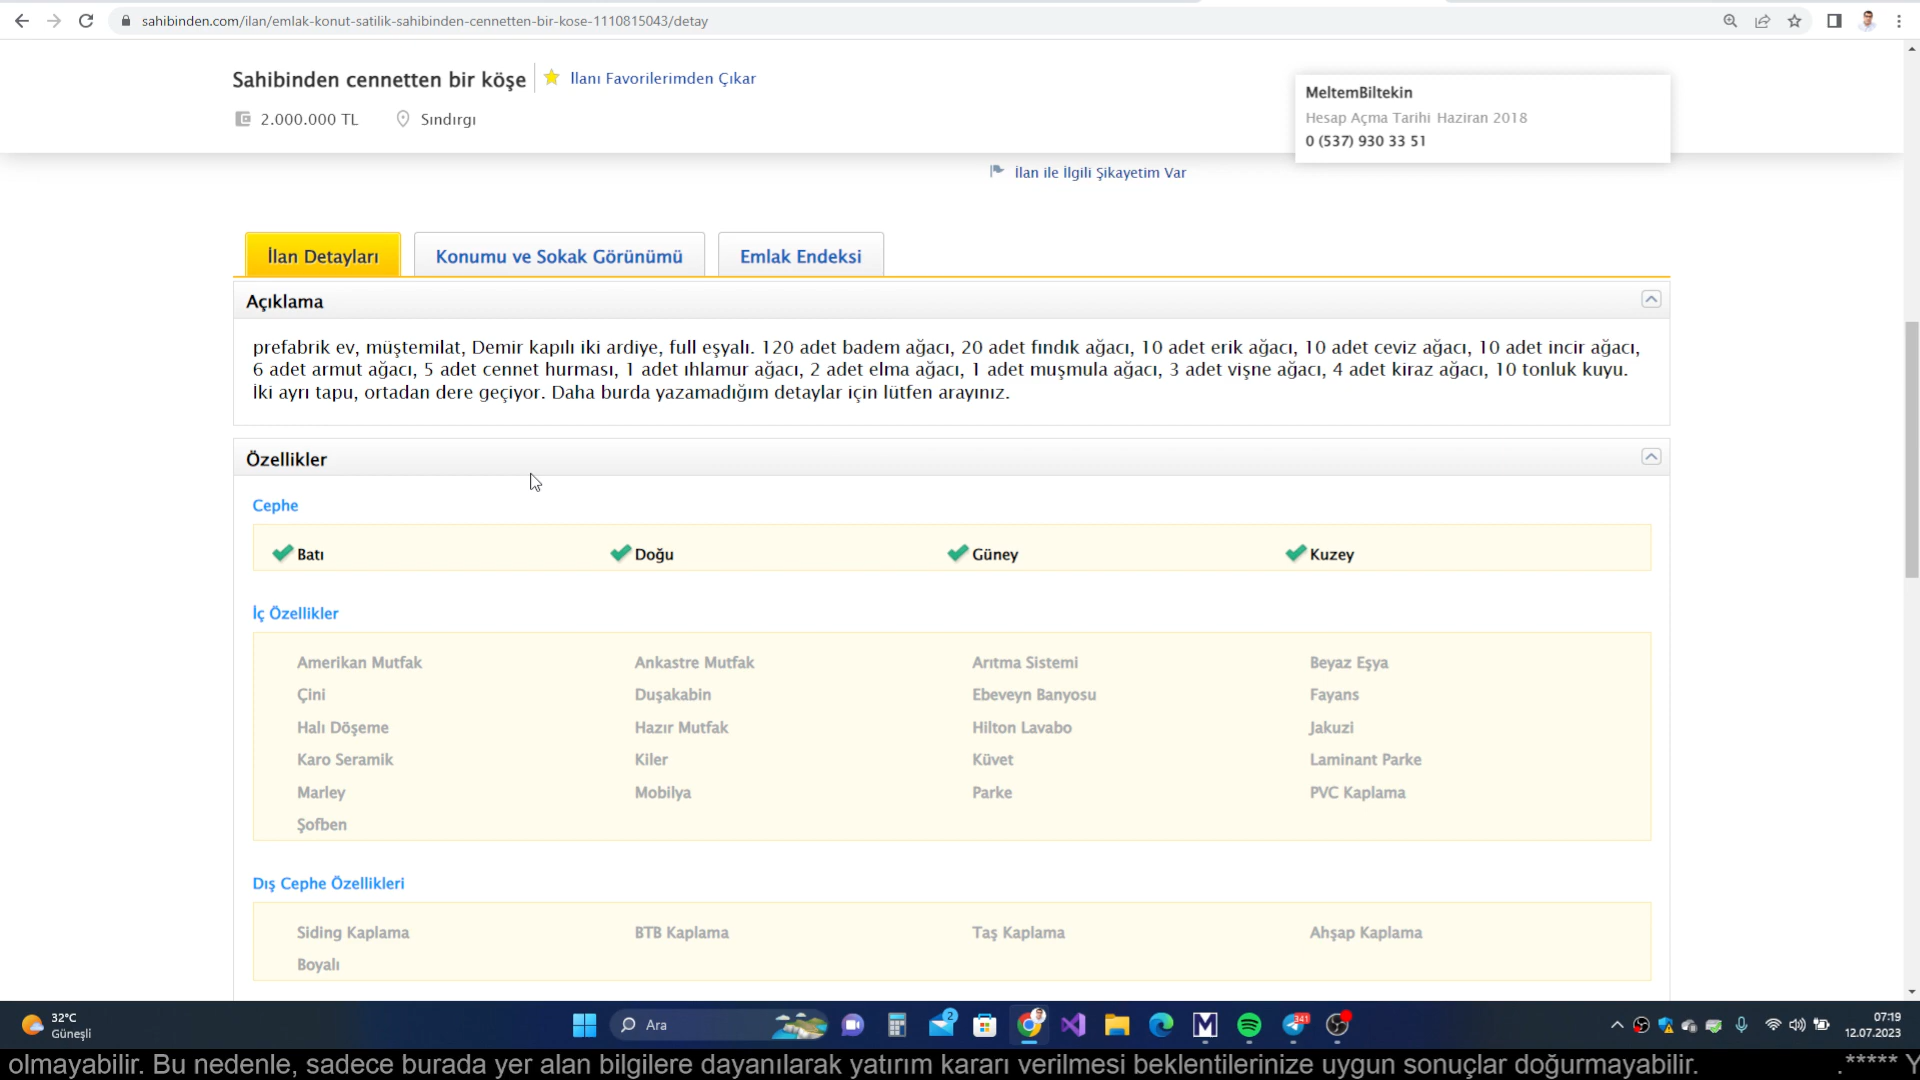 sahibinden.com/ilan/emlak-konut-satilik-sahibinden-cennetten-bir-kose-1110815043/detay
Sahibinden cennetten bir köşe
İlanı Favorilerimden Çıkar
2.000.000 TL
Sındırgı
MeltemBiltekin
Hesap Açma Tarihi Haziran 2018
0 (537) 930 33 51
İlan ile İlgili Şikayetim Var
İlan Detayları
Konumu ve Sokak Görünümü
Emlak Endeksi
Açıklama
prefabrik ev, müştemilat, Demir kapılı iki ardiye, full eşyalı. 120 adet badem ağacı, 20 adet fındık ağacı, 10 adet erik ağacı, 10 adet ceviz ağacı, 10 adet incir ağacı,
6 adet armut ağacı, 5 adet cennet hurması, 1 adet ıhlamur ağacı, 2 adet elma ağacı, 1 adet muşmula ağacı, 3 adet vişne ağacı, 4 adet kiraz ağacı, 10 tonluk kuyu.
İki ayrı tapu, ortadan dere geçiyor. Daha burda yazamadığım detaylar için lütfen arayınız.
Özellikler
Cephe
Batı Doğu Güney Kuzey
İç Özellikler
Amerikan Mutfak Ankastre Mutfak Arıtma Sistemi Beyaz Eşya
Çini Duşakabin Ebeveyn Banyosu Fayans
Halı Döşeme Hazır Mutfak Hilton Lavabo Jakuzi
Karo Seramik Kiler Küvet Laminant Parke
Marley Mobilya Parke PVC Kaplama
Şofben
Dış Cephe Özellikleri
Siding Kaplama BTB Kaplama Taş Kaplama Ahşap Kaplama
Boyalı
32°C
Güneşli
Ara
2
341
07:19
12.07.2023
olmayabilir. Bu nedenle, sadece burada yer alan bilgilere dayanılarak yatırım kararı verilmesi beklentilerinize uygun sonuçlar doğurmayabilir. .***** Y